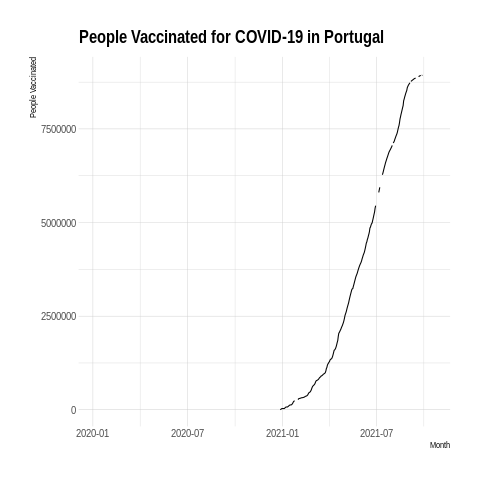 People Vaccinated for COVID-19 in Portugal
People Vaccinated
7500000
5000000
2500000
0
2020-01 2020-07 2021-01 2021-07
Month